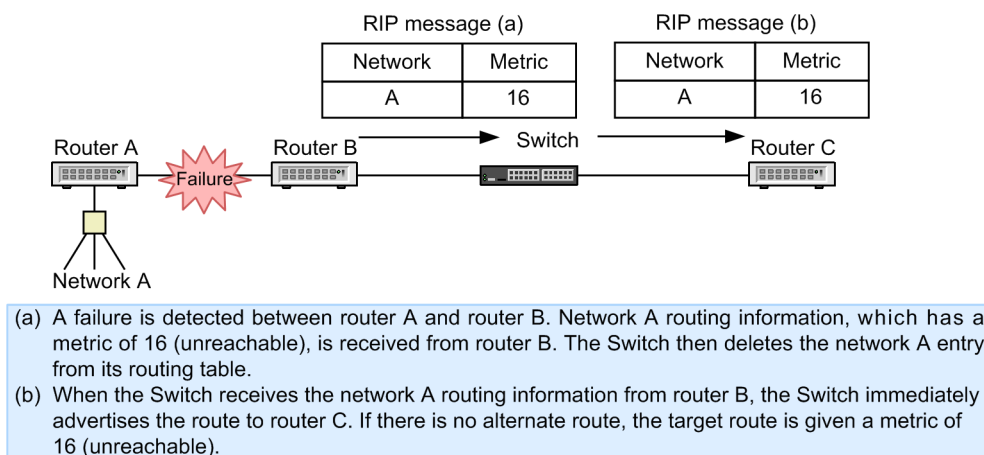 RIP message (a)
RIP message (b)
Network Metric
A 16
Network Metric
A 16
Router A
Failure
Router B
Switch
Router C
Network A
(a) A failure is detected between router A and router B. Network A routing information, which has a
metric of 16 (unreachable), is received from router B. The Switch then deletes the network A entry
from its routing table.
(b) When the Switch receives the network A routing information from router B, the Switch immediately
advertises the route to router C. If there is no alternate route, the target route is given a metric of
16 (unreachable).